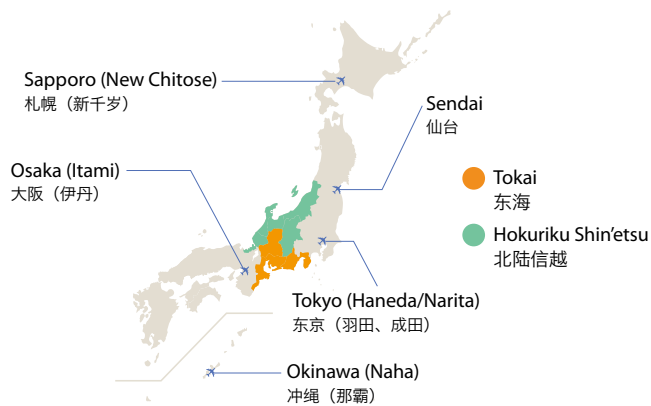 Sapporo (New Chitose)
札幌（新千岁）
Sendai
仙台
Osaka (Itami)
大阪（伊丹）
Tokai
东海
Hokuriku Shin’etsu
北陆信越
Tokyo (Haneda/Narita)
东京（羽田、成田）
Okinawa (Naha)
冲绳（那霸）